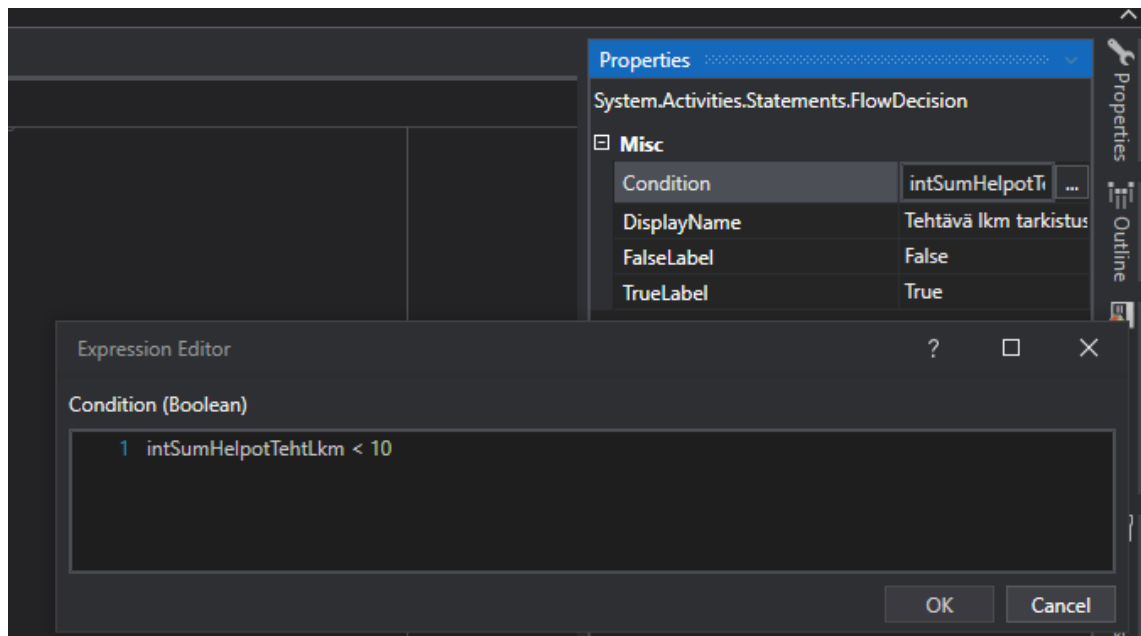 Properties
System.Activities.Statements.FlowDecision
Misc
Condition intSumHelpotTe ...
DisplayName Tehtävä lkm tarkistus
FalseLabel False
TrueLabel True
Properties
Outline
Expression Editor ?
Condition (Boolean)
1 intSumHelpotTehtLkm < 10
OK Cancel